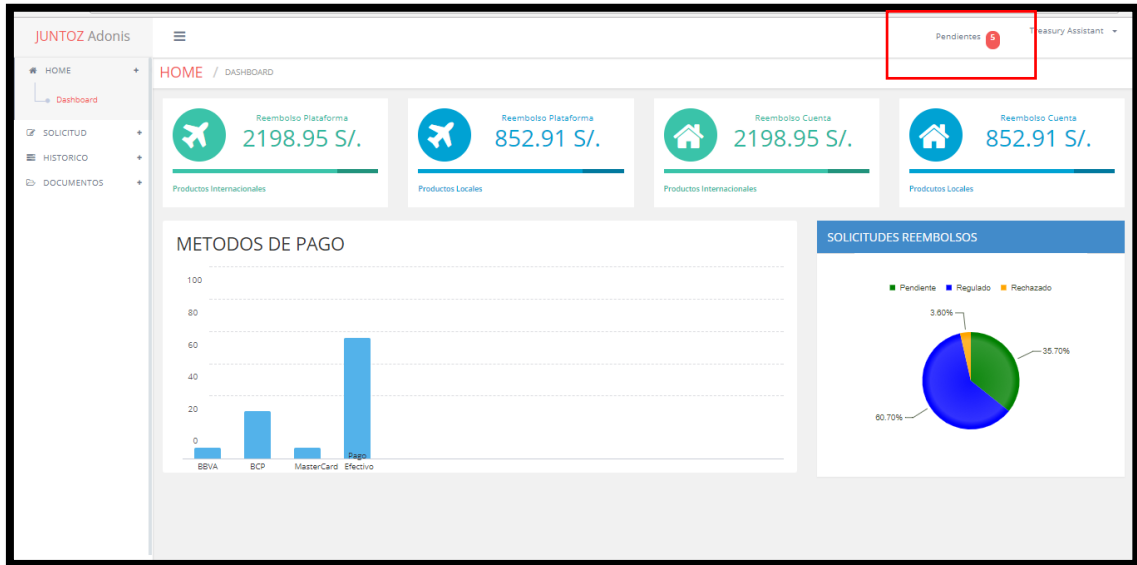 JUNTOZ Adonis
Pendientes 5
Treasury Assistant
HOME +
Dashboard
SOLICITUD +
HISTORICO +
DOCUMENTOS +
HOME / DASHBOARD
Reembolso Plataforma
2198.95 S/.
Productos Internacionales
Reembolso Plataforma
852.91 S/.
Productos Locales
Reembolso Cuenta
2198.95 S/.
Productos Internacionales
Reembolso Cuenta
852.91 S/.
Prodcutos Locales
METODOS DE PAGO
100
80
60
40
20
0
BBVA
BCP
MasterCard
Pago
Efectivo
SOLICITUDES REEMBOLSOS
Pendiente Regulado Rechazado
3.60%
35.70%
60.70%